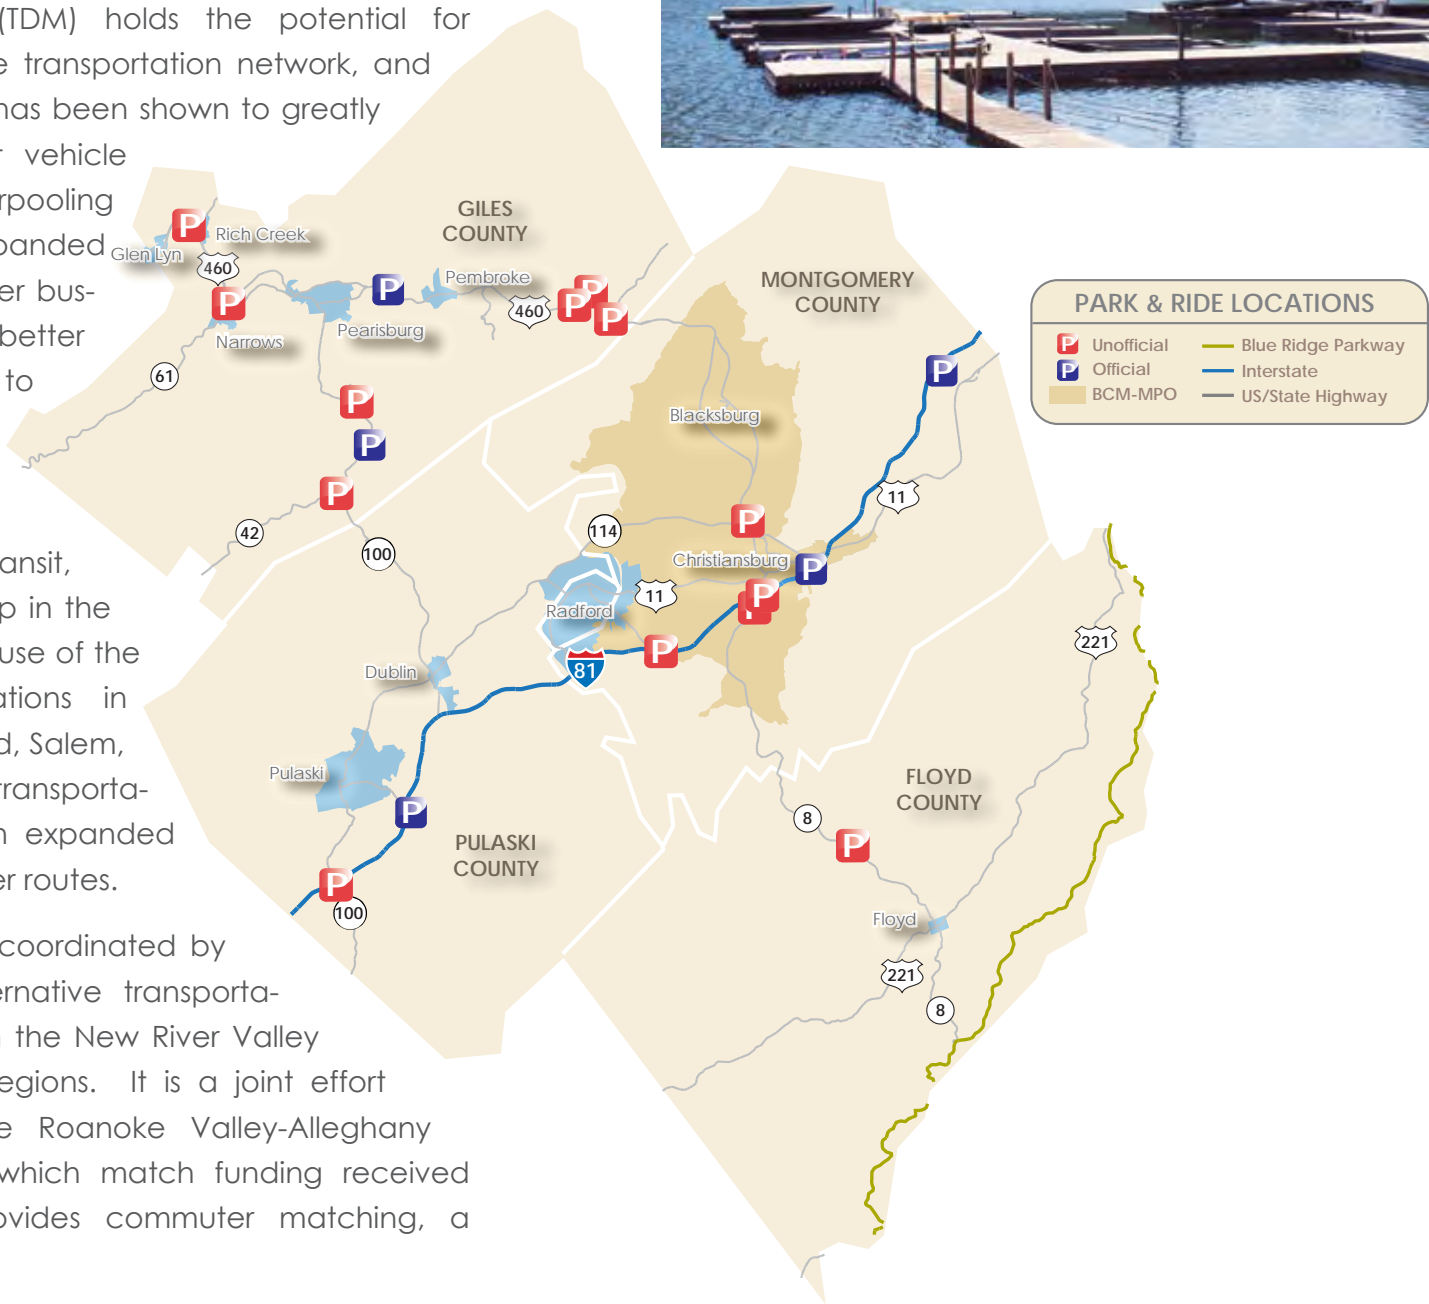 (TDM) holds the potential for
e transportation network, and
has been shown to greatly
r vehicle
rpooling
panded
er bus-
better
to
ransit,
p in the
use of the
ations in
d, Salem,
transporta-
n expanded
er routes.
coordinated by
ernative transporta-
n the New River Valley
egions. It is a joint effort
e Roanoke Valley-Alleghany
which match funding received
ovides commuter matching, a
GILES
COUNTY
P
Rich Creek
Glen Lyn
460
P
Narrows
Pearisburg
P
Pembroke
460
P
P
P
61
P
P
P
42
100
MONTGOMERY
COUNTY
P
Blacksburg
11
P
114
Christiansburg
P
11
Radford
P
P
P
81
Dublin
Pulaski
P
PULASKI
COUNTY
P
100
221
FLOYD
COUNTY
8
P
Floyd
221
8
PARK & RIDE LOCATIONS
P Unofficial
P Official
BCM-MPO
Blue Ridge Parkway
Interstate
US/State Highway